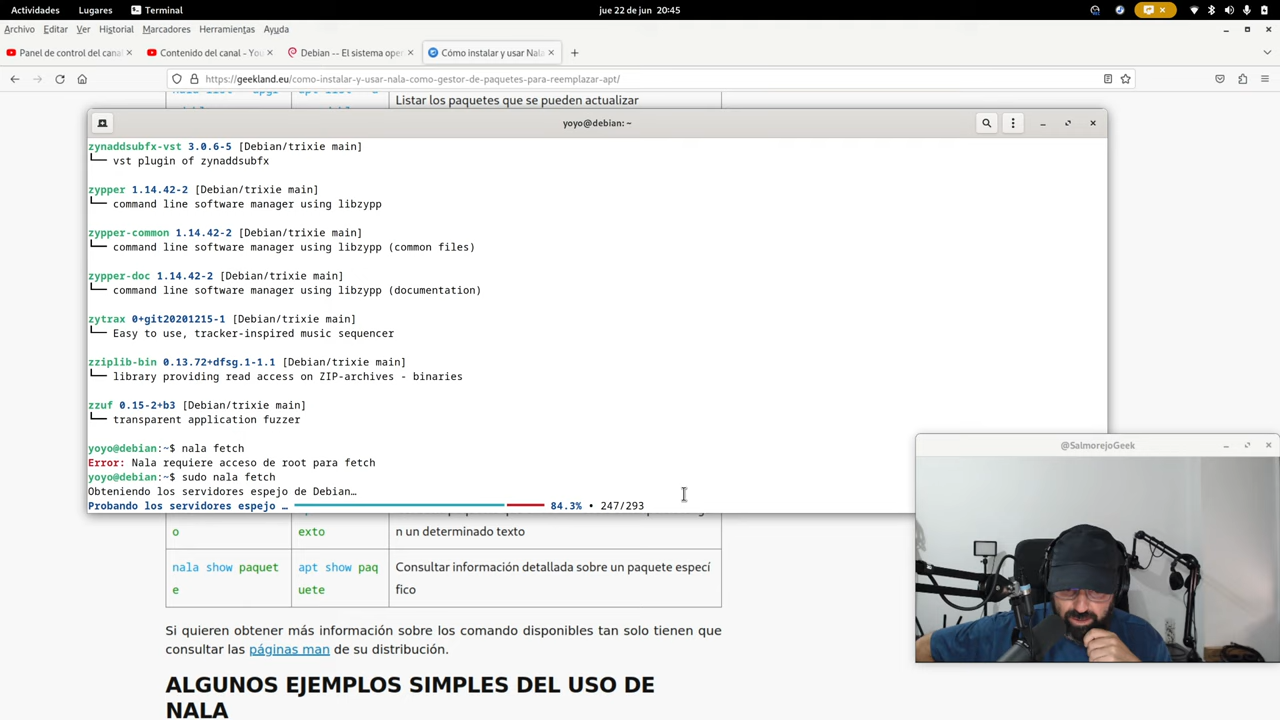 Actividades Lugares Terminal jue 22 de jun 20:45
Archivo Editar Ver Historial Marcadores Herramientas Ayuda
Panel de control del cana Contenido del canal - You Debian -- El sistema oper Cómo instalar y usar Nala
https://geekland.eu/como-instalar-y-usar-nala-como-gestor-de-paquetes-para-reemplazar-apt/
Listar los paquetes que se pueden actualizar
yoyo@debian: ~
zynaddsubfx-vst 3.0.6-5 [Debian/trixie main]
└── vst plugin of zynaddsubfx
zypper 1.14.42-2 [Debian/trixie main]
└── command line software manager using libzypp
zypper-common 1.14.42-2 [Debian/trixie main]
└── command line software manager using libzypp (common files)
zypper-doc 1.14.42-2 [Debian/trixie main]
└── command line software manager using libzypp (documentation)
zytrax 0+git20201215-1 [Debian/trixie main]
└── Easy to use, tracker-inspired music sequencer
zziplib-bin 0.13.72+dfsg.1-1.1 [Debian/trixie main]
└── library providing read access on ZIP-archives - binaries
zzuf 0.15-2+b3 [Debian/trixie main]
└── transparent application fuzzer
yoyo@debian:~$ nala fetch
Error: Nala requiere acceso de root para fetch
yoyo@debian:~$ sudo nala fetch
Obteniendo los servidores espejo de Debian…
Probando los servidores espejo … 84.3% • 247/293
@SalmorejoGeek
o exto n un determinado texto
nala show paquet apt show paq Consultar información detallada sobre un paquete especí
e uete fico
Si quieren obtener más información sobre los comando disponibles tan solo tienen que
consultar las páginas man de su distribución.
ALGUNOS EJEMPLOS SIMPLES DEL USO DE
NALA